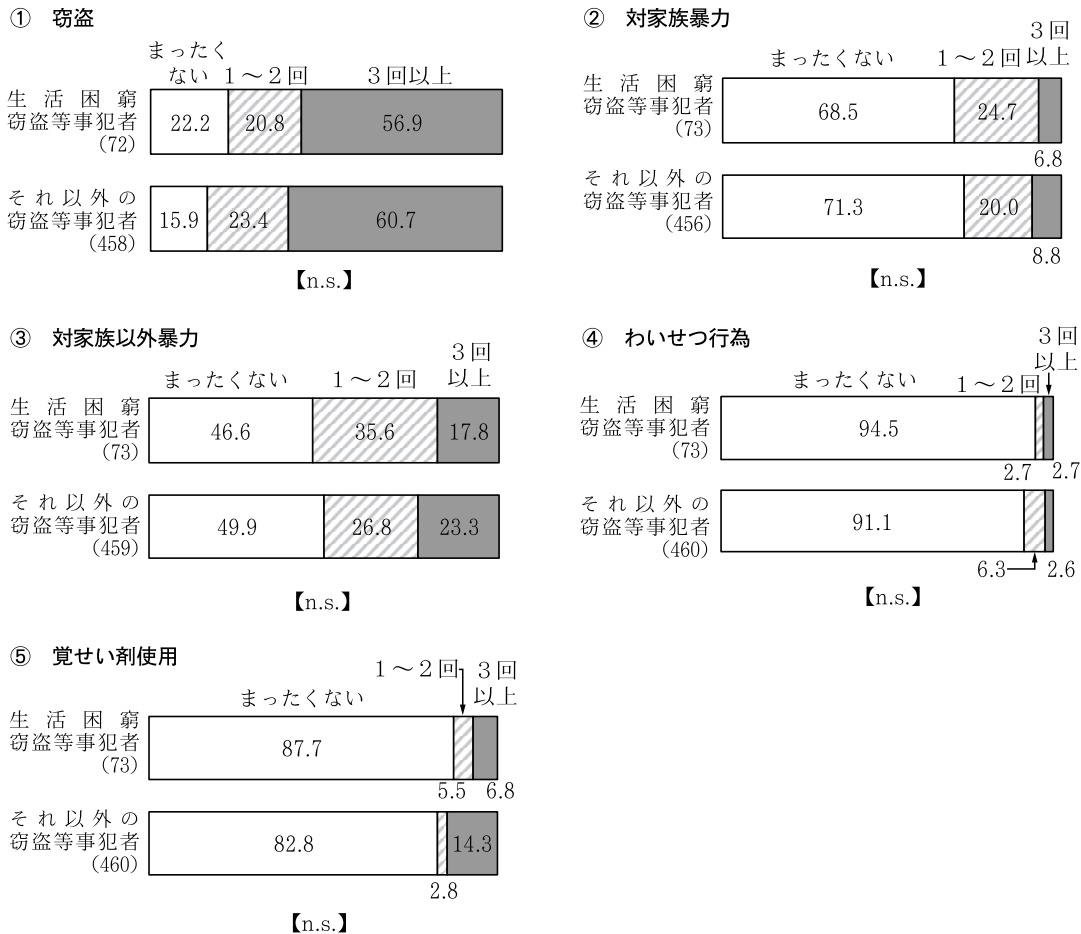 ① 窃盗
まったく
ない 1～2回 3回以上
生活困窮
窃盗等事犯者
(72)
22.2 20.8 56.9
それ以外の
窃盗等事犯者
(458)
15.9 23.4 60.7
【n.s.】
② 対家族暴力
3回
まったくない 1～2回 以上
生活困窮
窃盗等事犯者
(73)
68.5 24.7
6.8
それ以外の
窃盗等事犯者
(456)
71.3 20.0
8.8
【n.s.】
③ 対家族以外暴力
3回
まったくない 1～2回 以上
生活困窮
窃盗等事犯者
(73)
46.6 35.6 17.8
それ以外の
窃盗等事犯者
(459)
49.9 26.8 23.3
【n.s.】
④ わいせつ行為
3回
以上
まったくない 1～2回
生活困窮
窃盗等事犯者
(73)
94.5
2.7 2.7
それ以外の
窃盗等事犯者
(460)
91.1
6.3 2.6
【n.s.】
⑤ 覚せい剤使用
1～2回 3回
まったくない 以上
生活困窮
窃盗等事犯者
(73)
87.7
5.5 6.8
それ以外の
窃盗等事犯者
(460)
82.8 14.3
2.8
【n.s.】